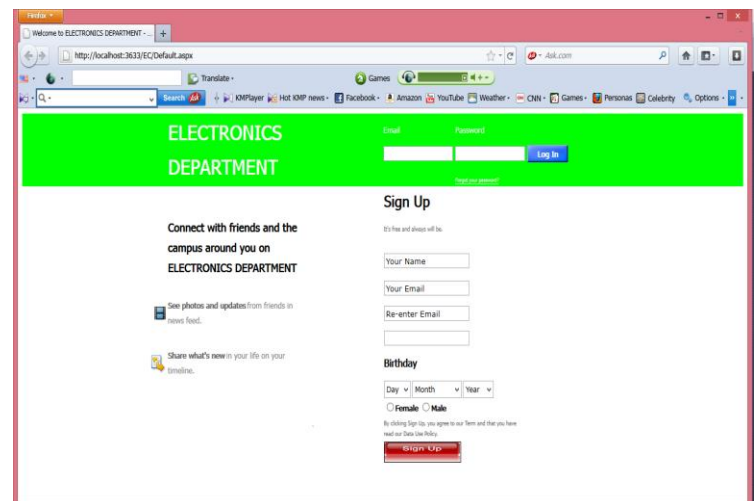 Firefox
Welcome to ELECTRONICS DEPARTMENT - ...
http://localhost:3633/EC/Default.aspx
Ask.com
Translate
Games
Search
KMPlayer Hot KMP news Facebook Amazon YouTube Weather CNN Games Personas Celebrity Options
ELECTRONICS
DEPARTMENT
Email Password
Log In
Forgot your password?
Sign Up
It's free and always will be.
Connect with friends and the
campus around you on
ELECTRONICS DEPARTMENT
See photos and updates from friends in
news feed.
Share what's new in your life on your
timeline.
Your Name
Your Email
Re-enter Email
Birthday
Day Month Year
Female Male
By clicking Sign Up, you agree to our Term and that you have
read our Data Use Policy.
Sign Up